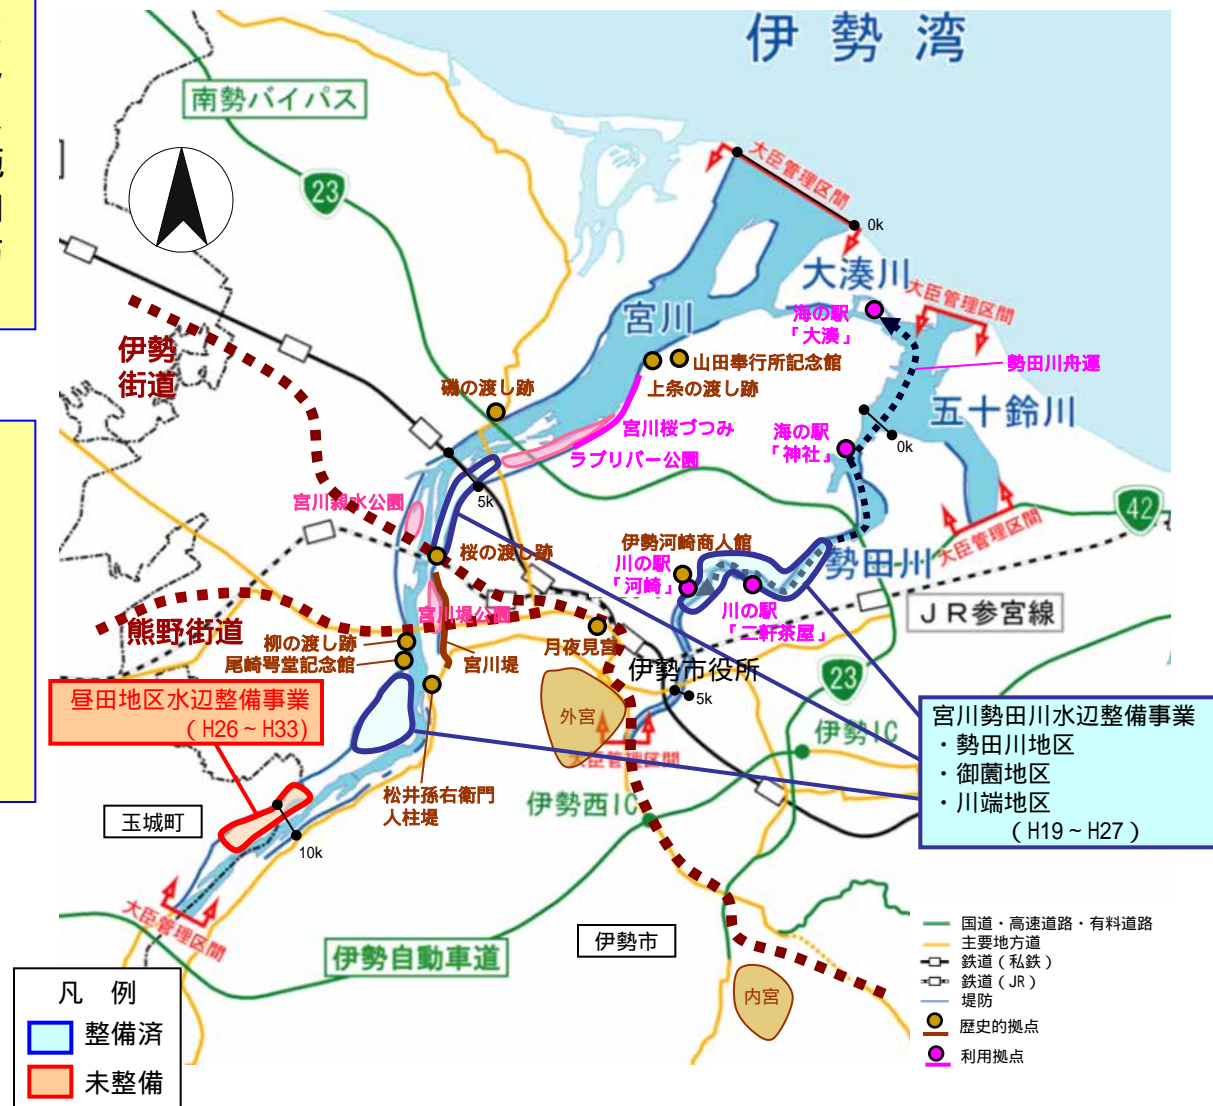 伊勢湾
南勢バイパス
23
大臣管理区間
0k
大湊川
大臣管理区間
海の駅
「大湊」
宮川
伊勢
街道
山田奉行所記念館
上条の渡し跡
勢田川舟運
磯の渡し跡
五十鈴川
宮川桜づつみ
海の駅
「神社」
0k
ラブリバー公園
5k
宮川親水公園
42
大臣管理区間
伊勢河崎商人館
桜の渡し跡
川の駅
「河崎」
勢田川
川の駅
「二軒茶屋」
JR参宮線
宮川堤公園
熊野街道
柳の渡し跡
月夜見宮
尾崎咢堂記念館
宮川堤
伊勢市役所
23
5k
昼田地区水辺整備事業
(H26~H33)
外宮
大臣管理区間
伊勢IC
宮川勢田川水辺整備事業
・勢田川地区
・御薗地区
・川端地区
(H19~H27)
松井孫右衛門
人柱堤
伊勢西IC
玉城町
10k
大臣管理区間
伊勢自動車道
伊勢市
内宮
国道・高速道路・有料道路
主要地方道
鉄道(私鉄)
鉄道(JR)
堤防
歴史的拠点
利用拠点
凡 例
整備済
未整備